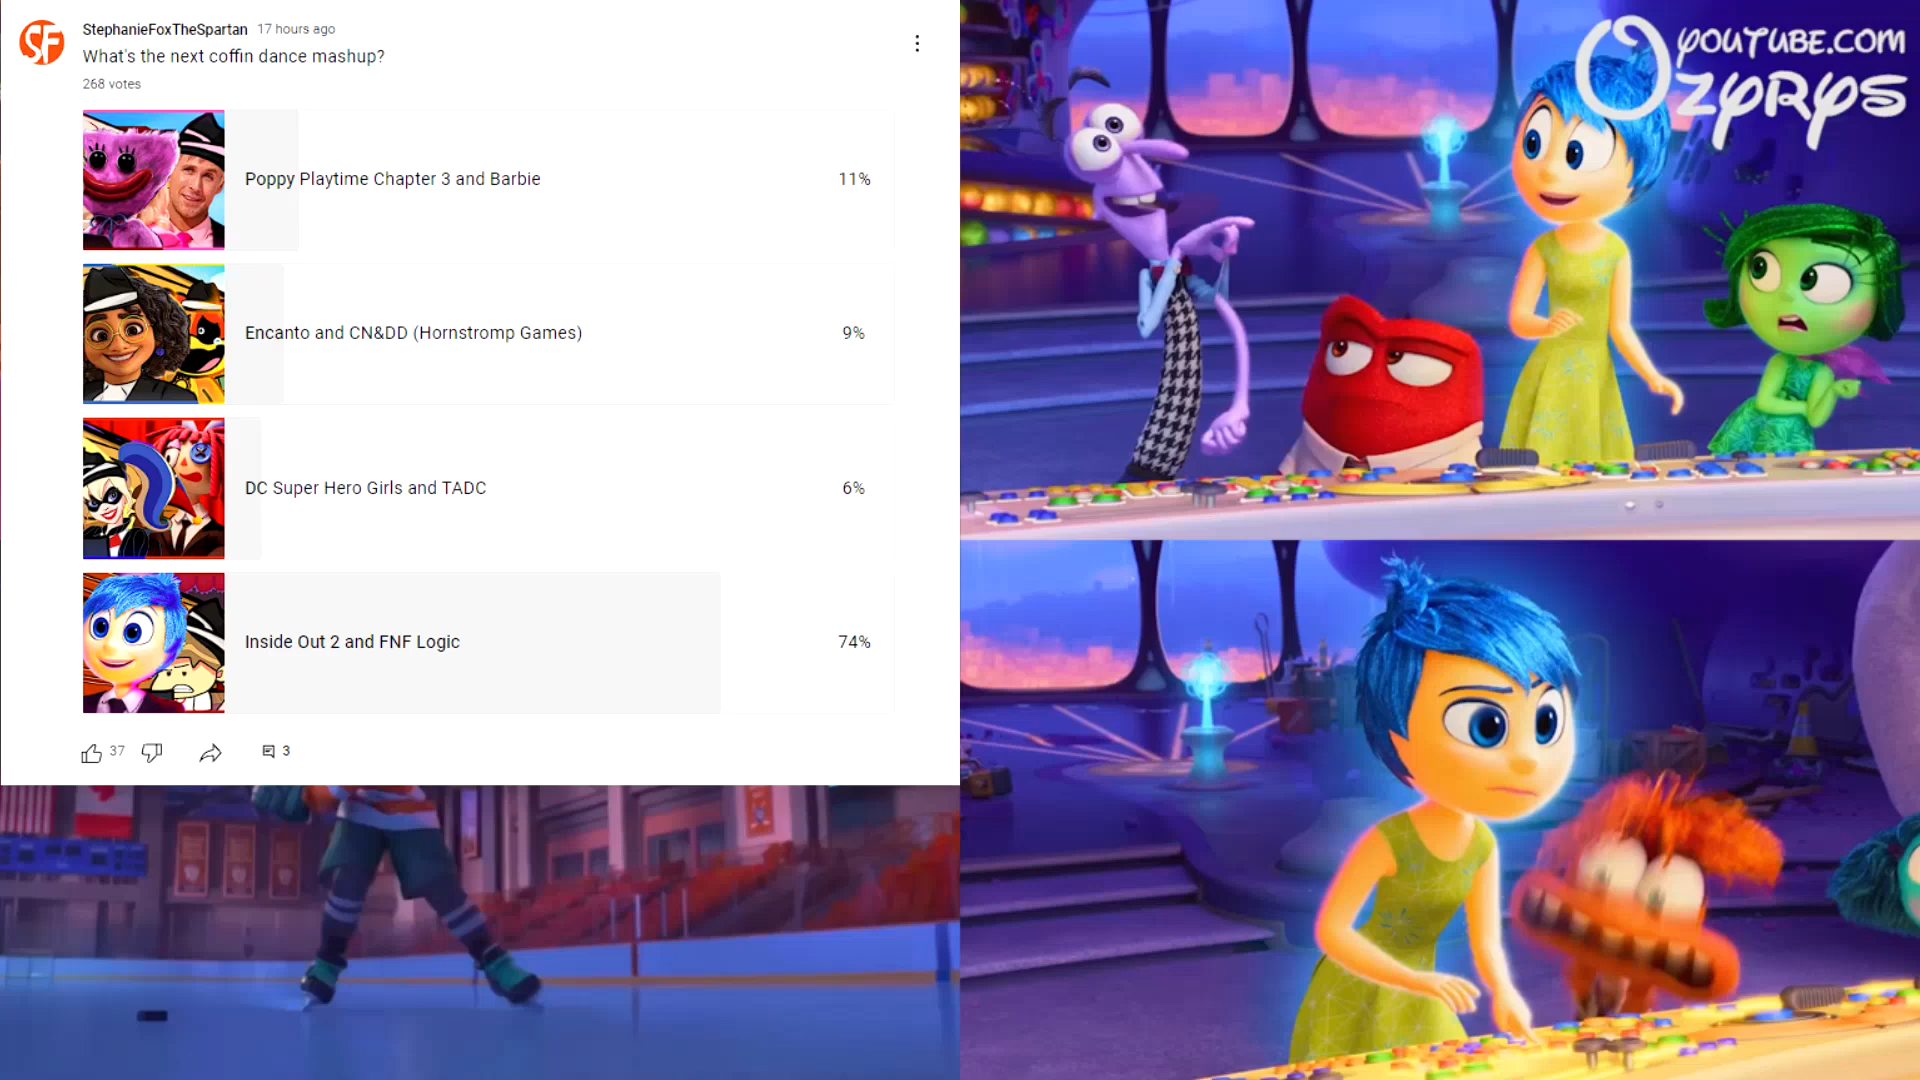 SF
StephanieFoxTheSpartan 17 hours ago
What's the next coffin dance mashup?
268 votes
Poppy Playtime Chapter 3 and Barbie 11%
Encanto and CN&DD (Hornstromp Games) 9%
DC Super Hero Girls and TADC 6%
Inside Out 2 and FNF Logic 74%
37 3
YOUTUBE.COM
OZYRYS